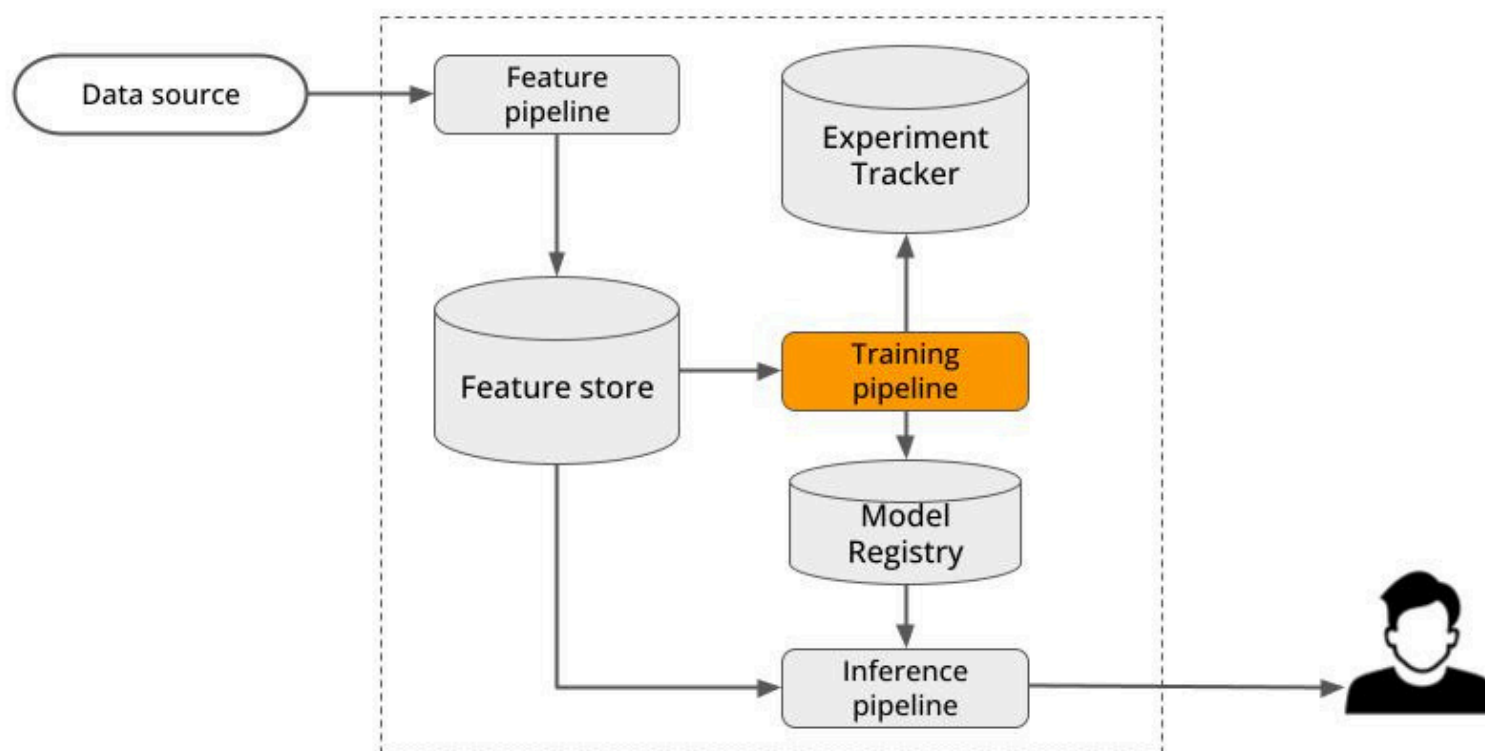 Data source
Feature
pipeline
Experiment
Tracker
Feature store
Training
pipeline
Model
Registry
Inference
pipeline